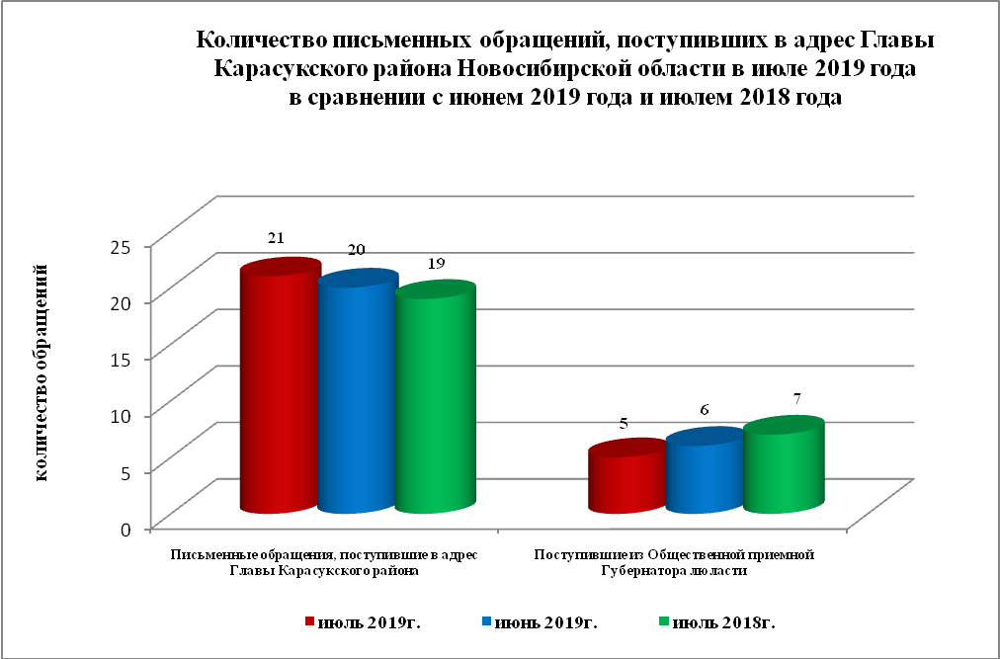 Количество письменных обращений, поступивших в адрес Главы
Карасукского района Новосибирской области в июле 2019 года
в сравнении с июнем 2019 года и июлем 2018 года
количество обращений
25
20
15
10
5
0
21
20
19
5
6
7
Письменные обращения, поступившие в адрес
Главы Карасукского района
Поступившие из Общественной приемной
Губернатора люласти
июль 2019г.
июнь 2019г.
июль 2018г.